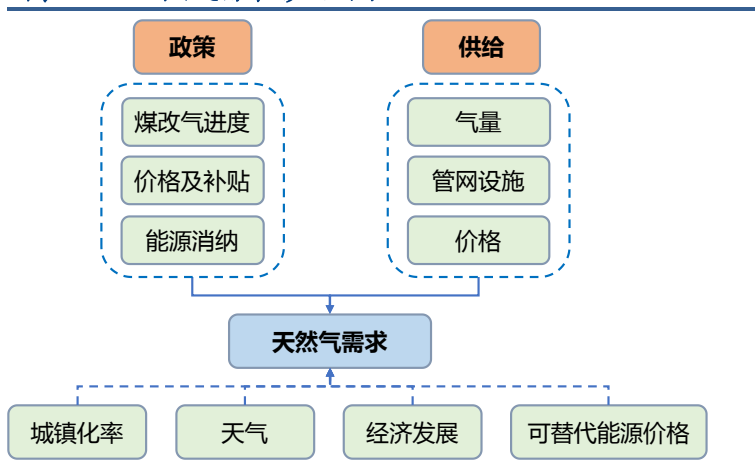 政策
供给
煤改气进度
气量
价格及补贴
管网设施
能源消纳
价格
天然气需求
城镇化率
天气
经济发展
可替代能源价格